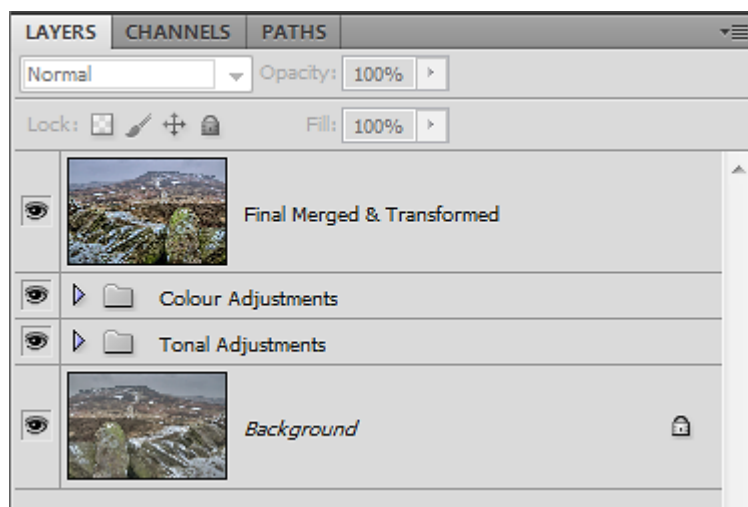 LAYERS CHANNELS PATHS
Normal Opacity: 100%
Lock: Fill: 100%
Final Merged & Transformed
Colour Adjustments
Tonal Adjustments
Background